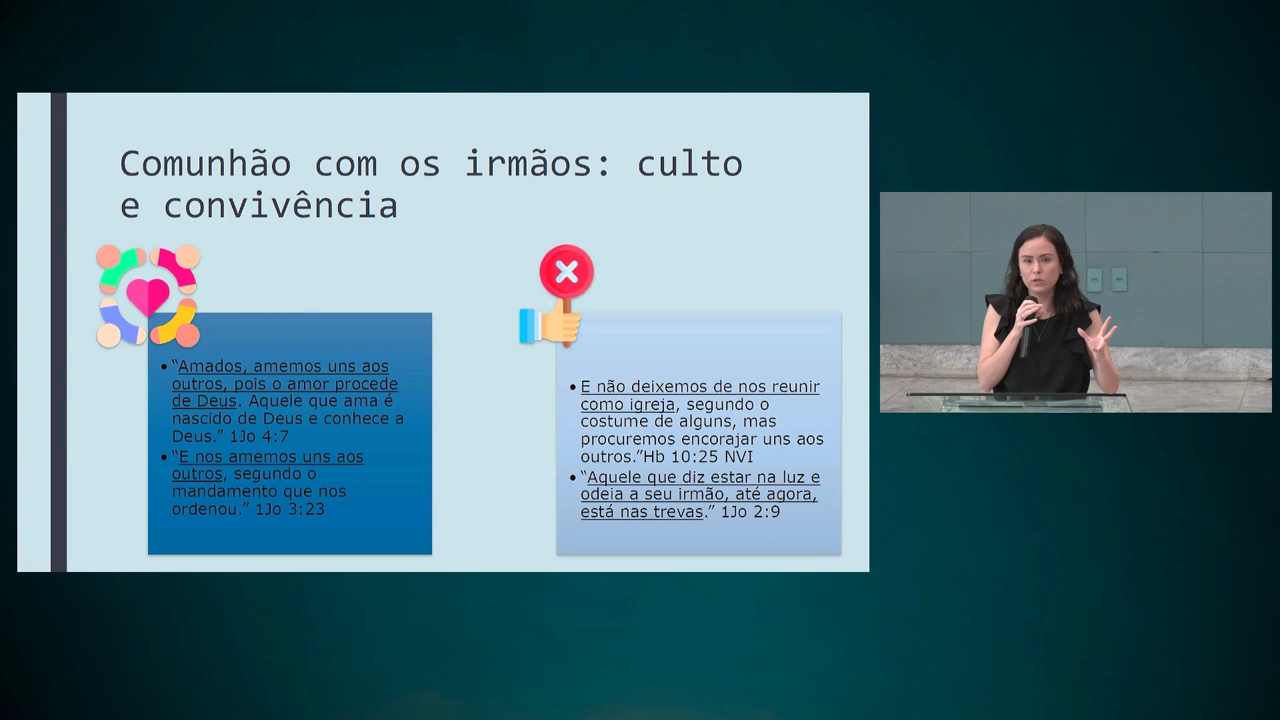 Comunhão com os irmãos: culto
e convivência
•“Amados, amemos uns aos
outros, pois o amor procede
de Deus. Aquele que ama é
nascido de Deus e conhece a
Deus.” 1Jo 4:7
•“E nos amemos uns aos
outros, segundo o
mandamento que nos
ordenou.” 1Jo 3:23
•E não deixemos de nos reunir
como igreja, segundo o
costume de alguns, mas
procuremos encorajar uns aos
outros.”Hb 10:25 NVI
•“Aquele que diz estar na luz e
odeia a seu irmão, até agora,
está nas trevas.” 1Jo 2:9